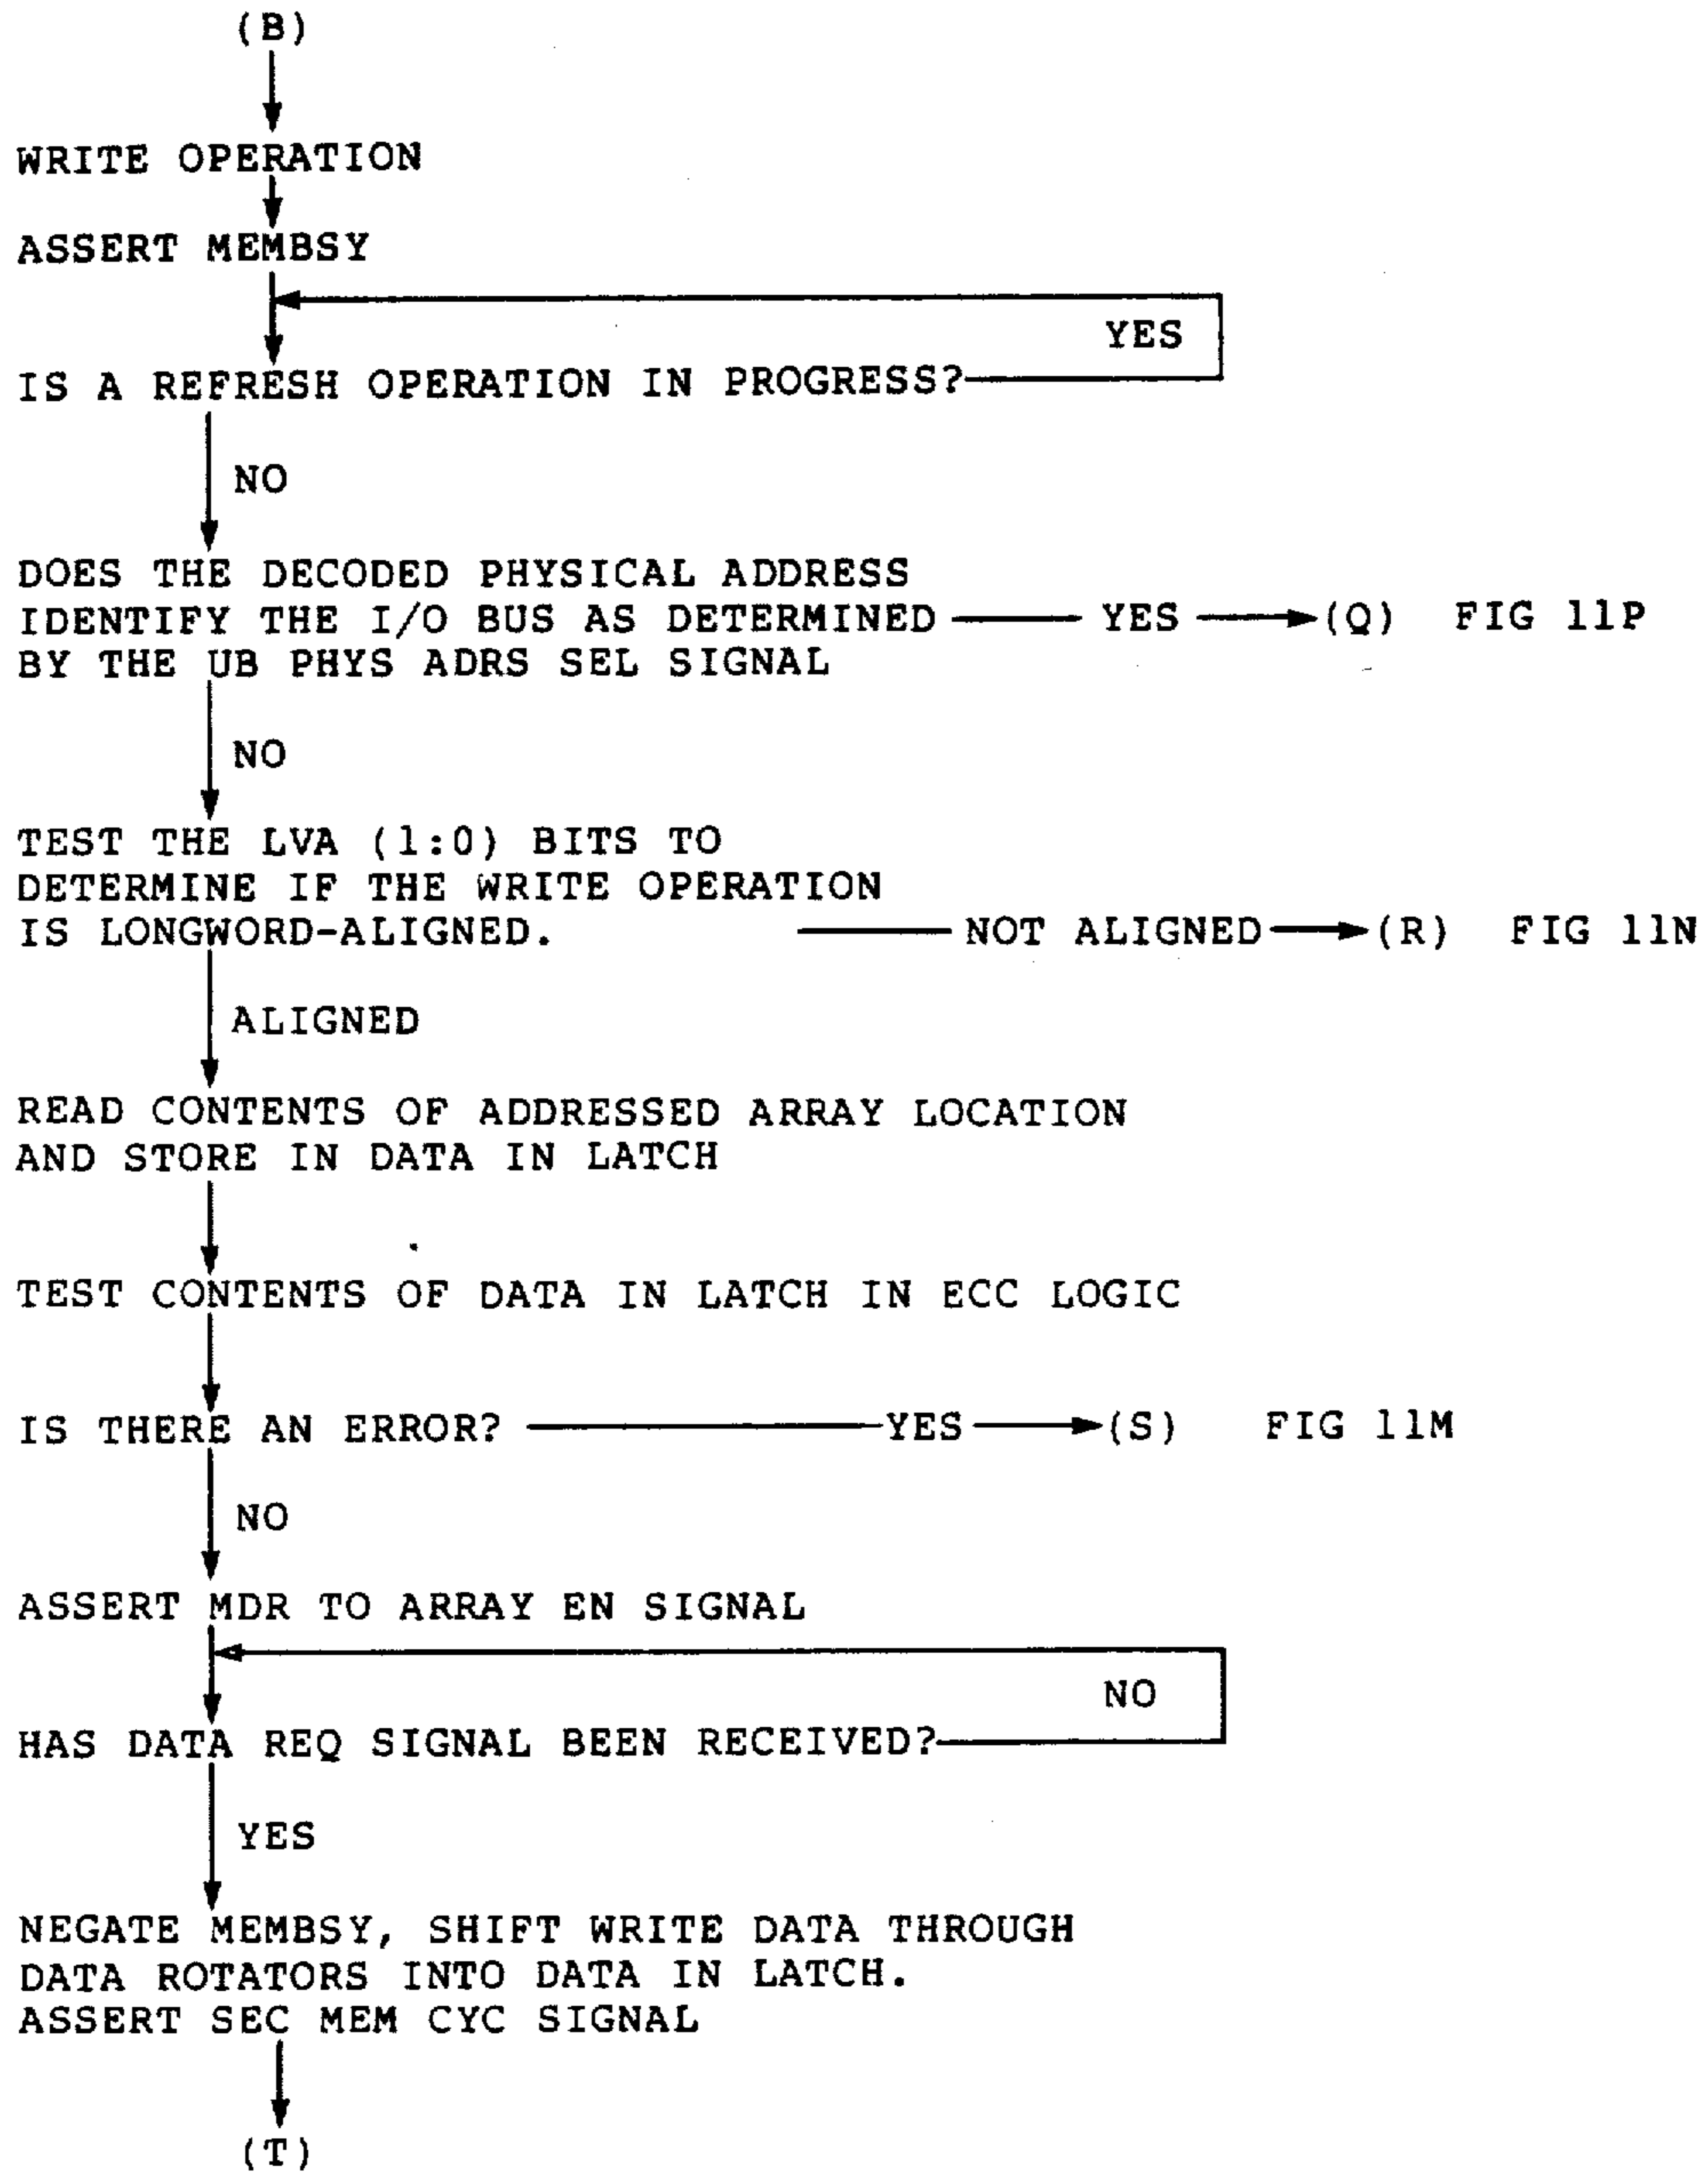 (B)
WRITE OPERATION
ASSERT MEMBSY
YES
IS A REFRESH OPERATION IN PROGRESS?
NO
DOES THE DECODED PHYSICAL ADDRESS
IDENTIFY THE I/O BUS AS DETERMINED YES (Q) FIG 11P
BY THE UB PHYS ADRS SEL SIGNAL
NO
TEST THE LVA (1:0) BITS TO
DETERMINE IF THE WRITE OPERATION
IS LONGWORD-ALIGNED. NOT ALIGNED (R) FIG 11N
ALIGNED
READ CONTENTS OF ADDRESSED ARRAY LOCATION
AND STORE IN DATA IN LATCH
TEST CONTENTS OF DATA IN LATCH IN ECC LOGIC
IS THERE AN ERROR? YES (S) FIG 11M
NO
ASSERT MDR TO ARRAY EN SIGNAL
NO
HAS DATA REQ SIGNAL BEEN RECEIVED?
YES
NEGATE MEMBSY, SHIFT WRITE DATA THROUGH
DATA ROTATORS INTO DATA IN LATCH.
ASSERT SEC MEM CYC SIGNAL
(T)